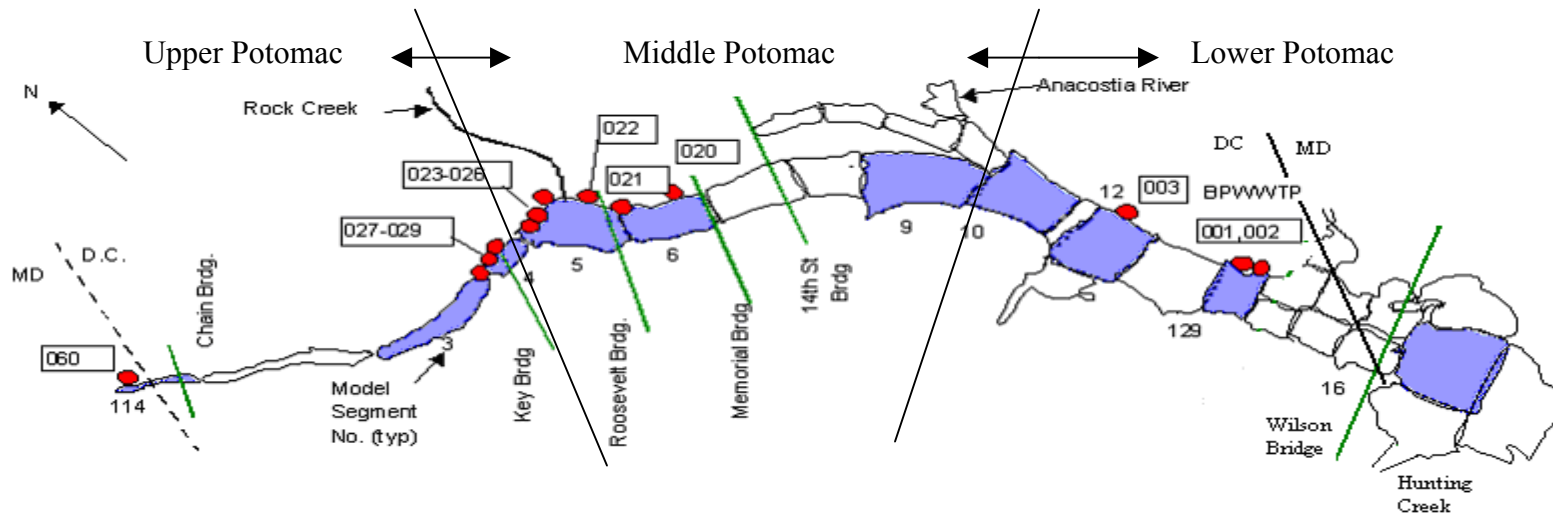 Upper Potomac
Middle Potomac
Lower Potomac
N
Rock Creek
Anacostia River
022
020
023-026
021
DC
MD
12
003
BPWWTP
027-029
001,002
MD
D.C.
Chain Brdg.
4
5
6
9
10
14th St
Brdg
060
3
129
114
Model
Segment
No. (typ)
Key Brdg
Roosevelt Brdg.
Memorial Brdg.
16
Wilson
Bridge
Hunting
Creek